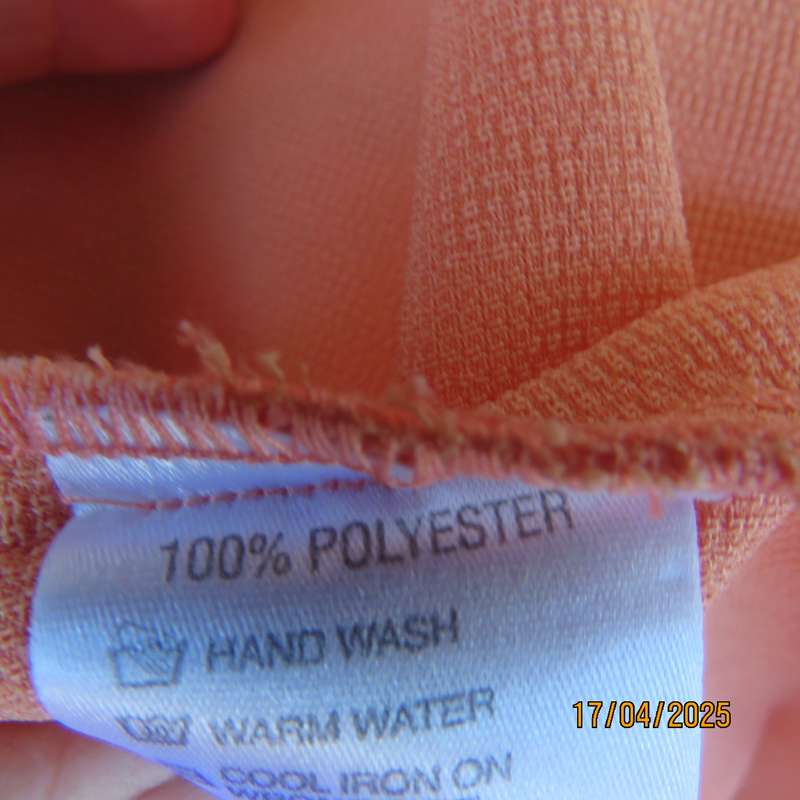 100% POLYESTER
HAND WASH
WARM WATER
COOL IRON ON
17/04/2025